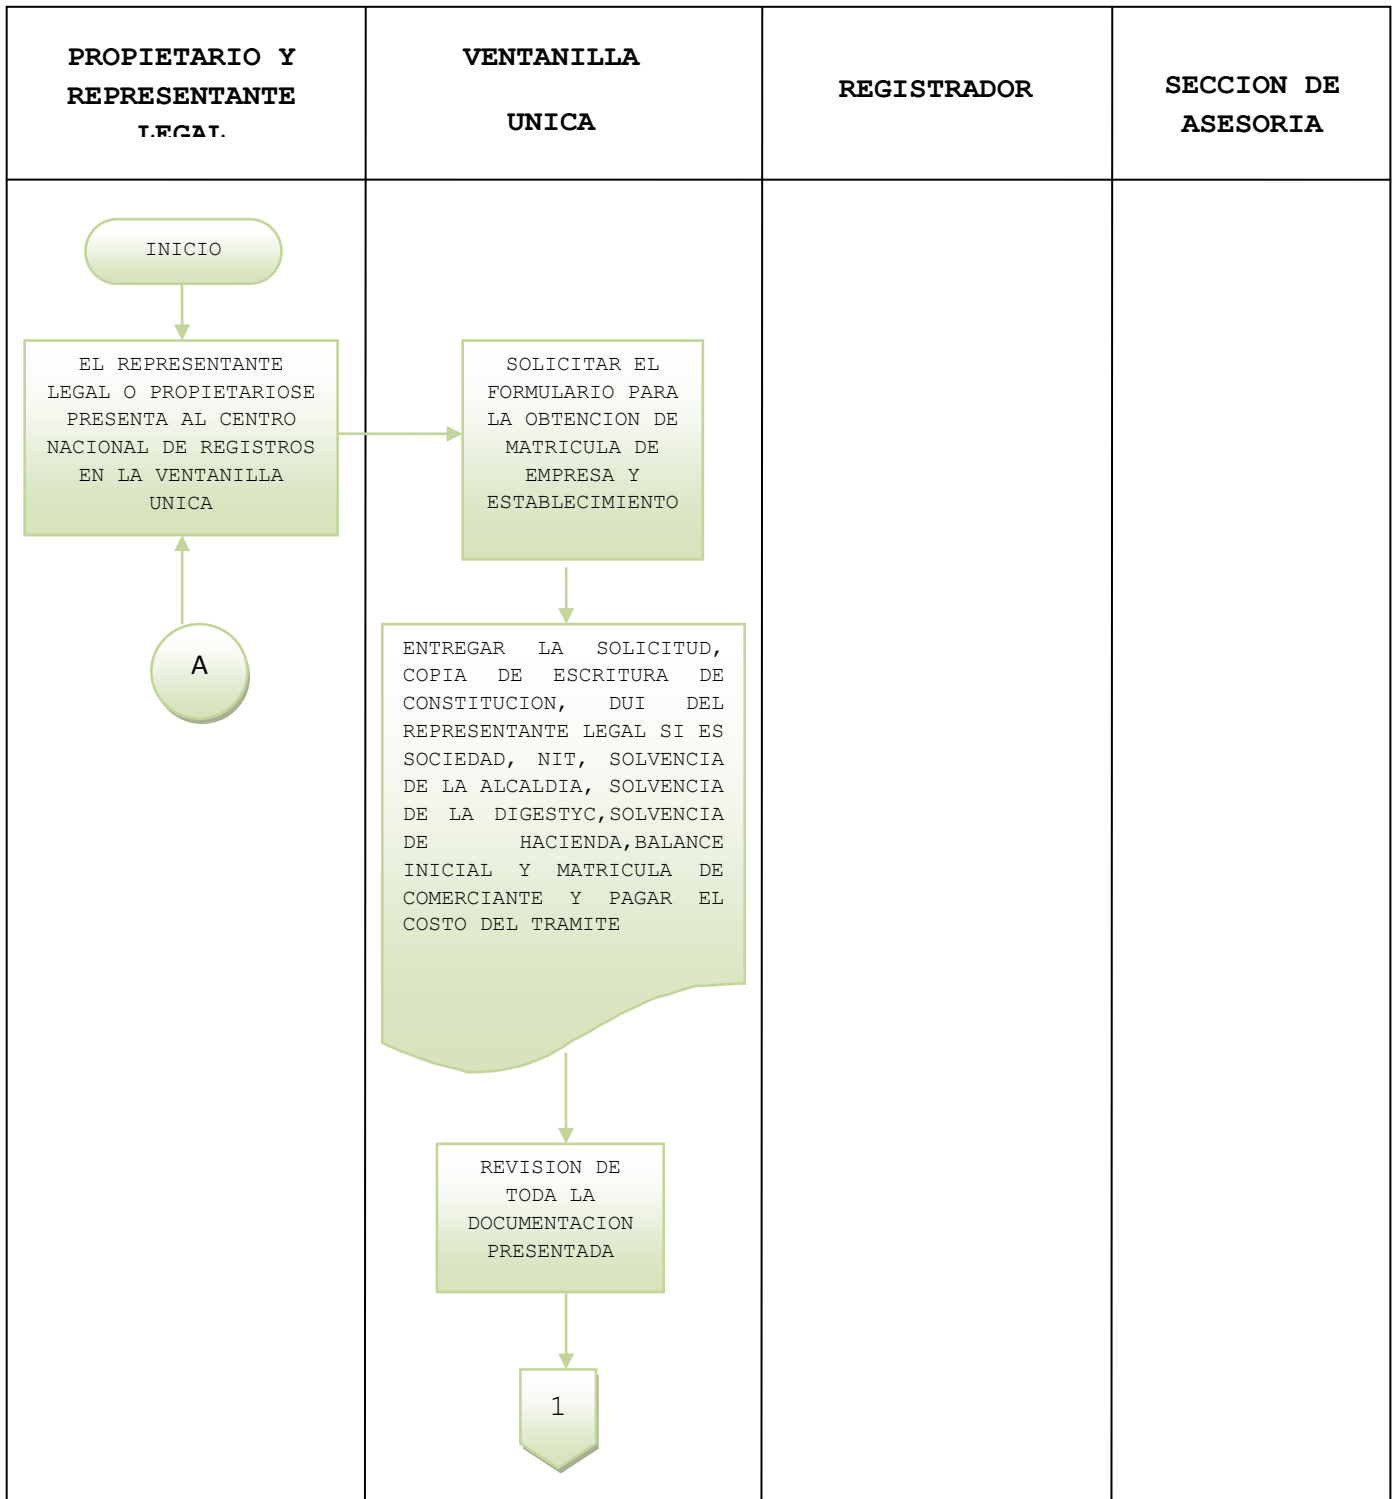 PROPIETARIO Y
REPRESENTANTE
LEGAL
VENTANILLA
UNICA
REGISTRADOR
SECCION DE
ASESORIA
INICIO
EL REPRESENTANTE
LEGAL O PROPIETARIOSE
PRESENTA AL CENTRO
NACIONAL DE REGISTROS
EN LA VENTANILLA
UNICA
SOLICITAR EL
FORMULARIO PARA
LA OBTENCION DE
MATRICULA DE
EMPRESA Y
ESTABLECIMIENTO
A
ENTREGAR LA SOLICITUD,
COPIA DE ESCRITURA DE
CONSTITUCION, DUI DEL
REPRESENTANTE LEGAL SI ES
SOCIEDAD, NIT, SOLVENCIA
DE LA ALCALDIA, SOLVENCIA
DE LA DIGESTYC,SOLVENCIA
DE HACIENDA,BALANCE
INICIAL Y MATRICULA DE
COMERCIANTE Y PAGAR EL
COSTO DEL TRAMITE
REVISION DE
TODA LA
DOCUMENTACION
PRESENTADA
1